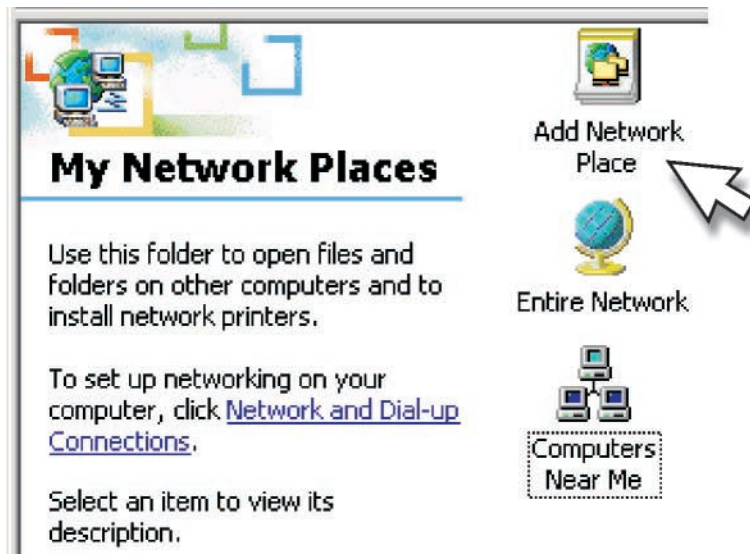 My Network Places
Use this folder to open files and
folders on other computers and to
install network printers.
To set up networking on your
computer, click Network and Dial-up
Connections.
Select an item to view its
description.
Add Network
Place
Entire Network
Computers
Near Me